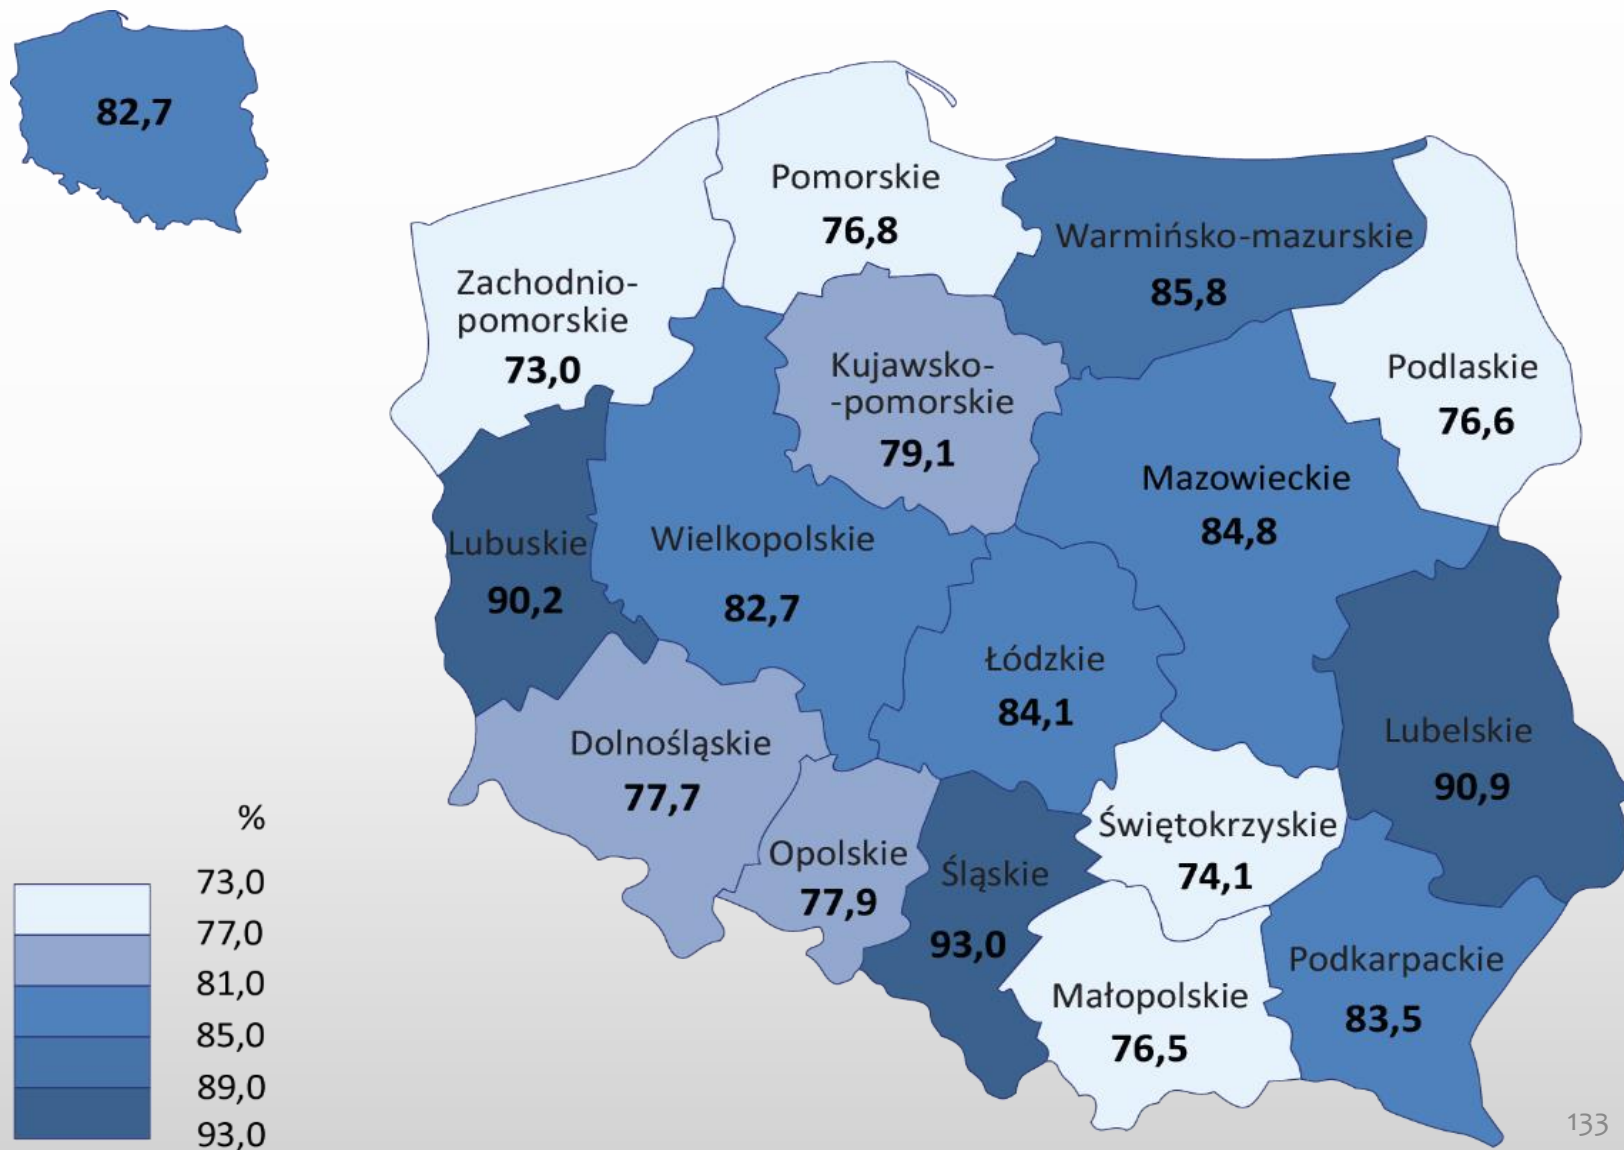 82,7
Pomorskie
76,8
Warmińsko-mazurskie
85,8
Zachodnio-
pomorskie
73,0
Kujawsko-
-pomorskie
79,1
Podlaskie
76,6
Mazowieckie
84,8
Lubuskie
90,2
Wielkopolskie
82,7
Łódzkie
84,1
Lubelskie
90,9
Dolnośląskie
77,7
Opolskie
77,9
Śląskie
93,0
Świętokrzyskie
74,1
Małopolskie
76,5
Podkarpackie
83,5
%
73,0
77,0
81,0
85,0
89,0
93,0
133